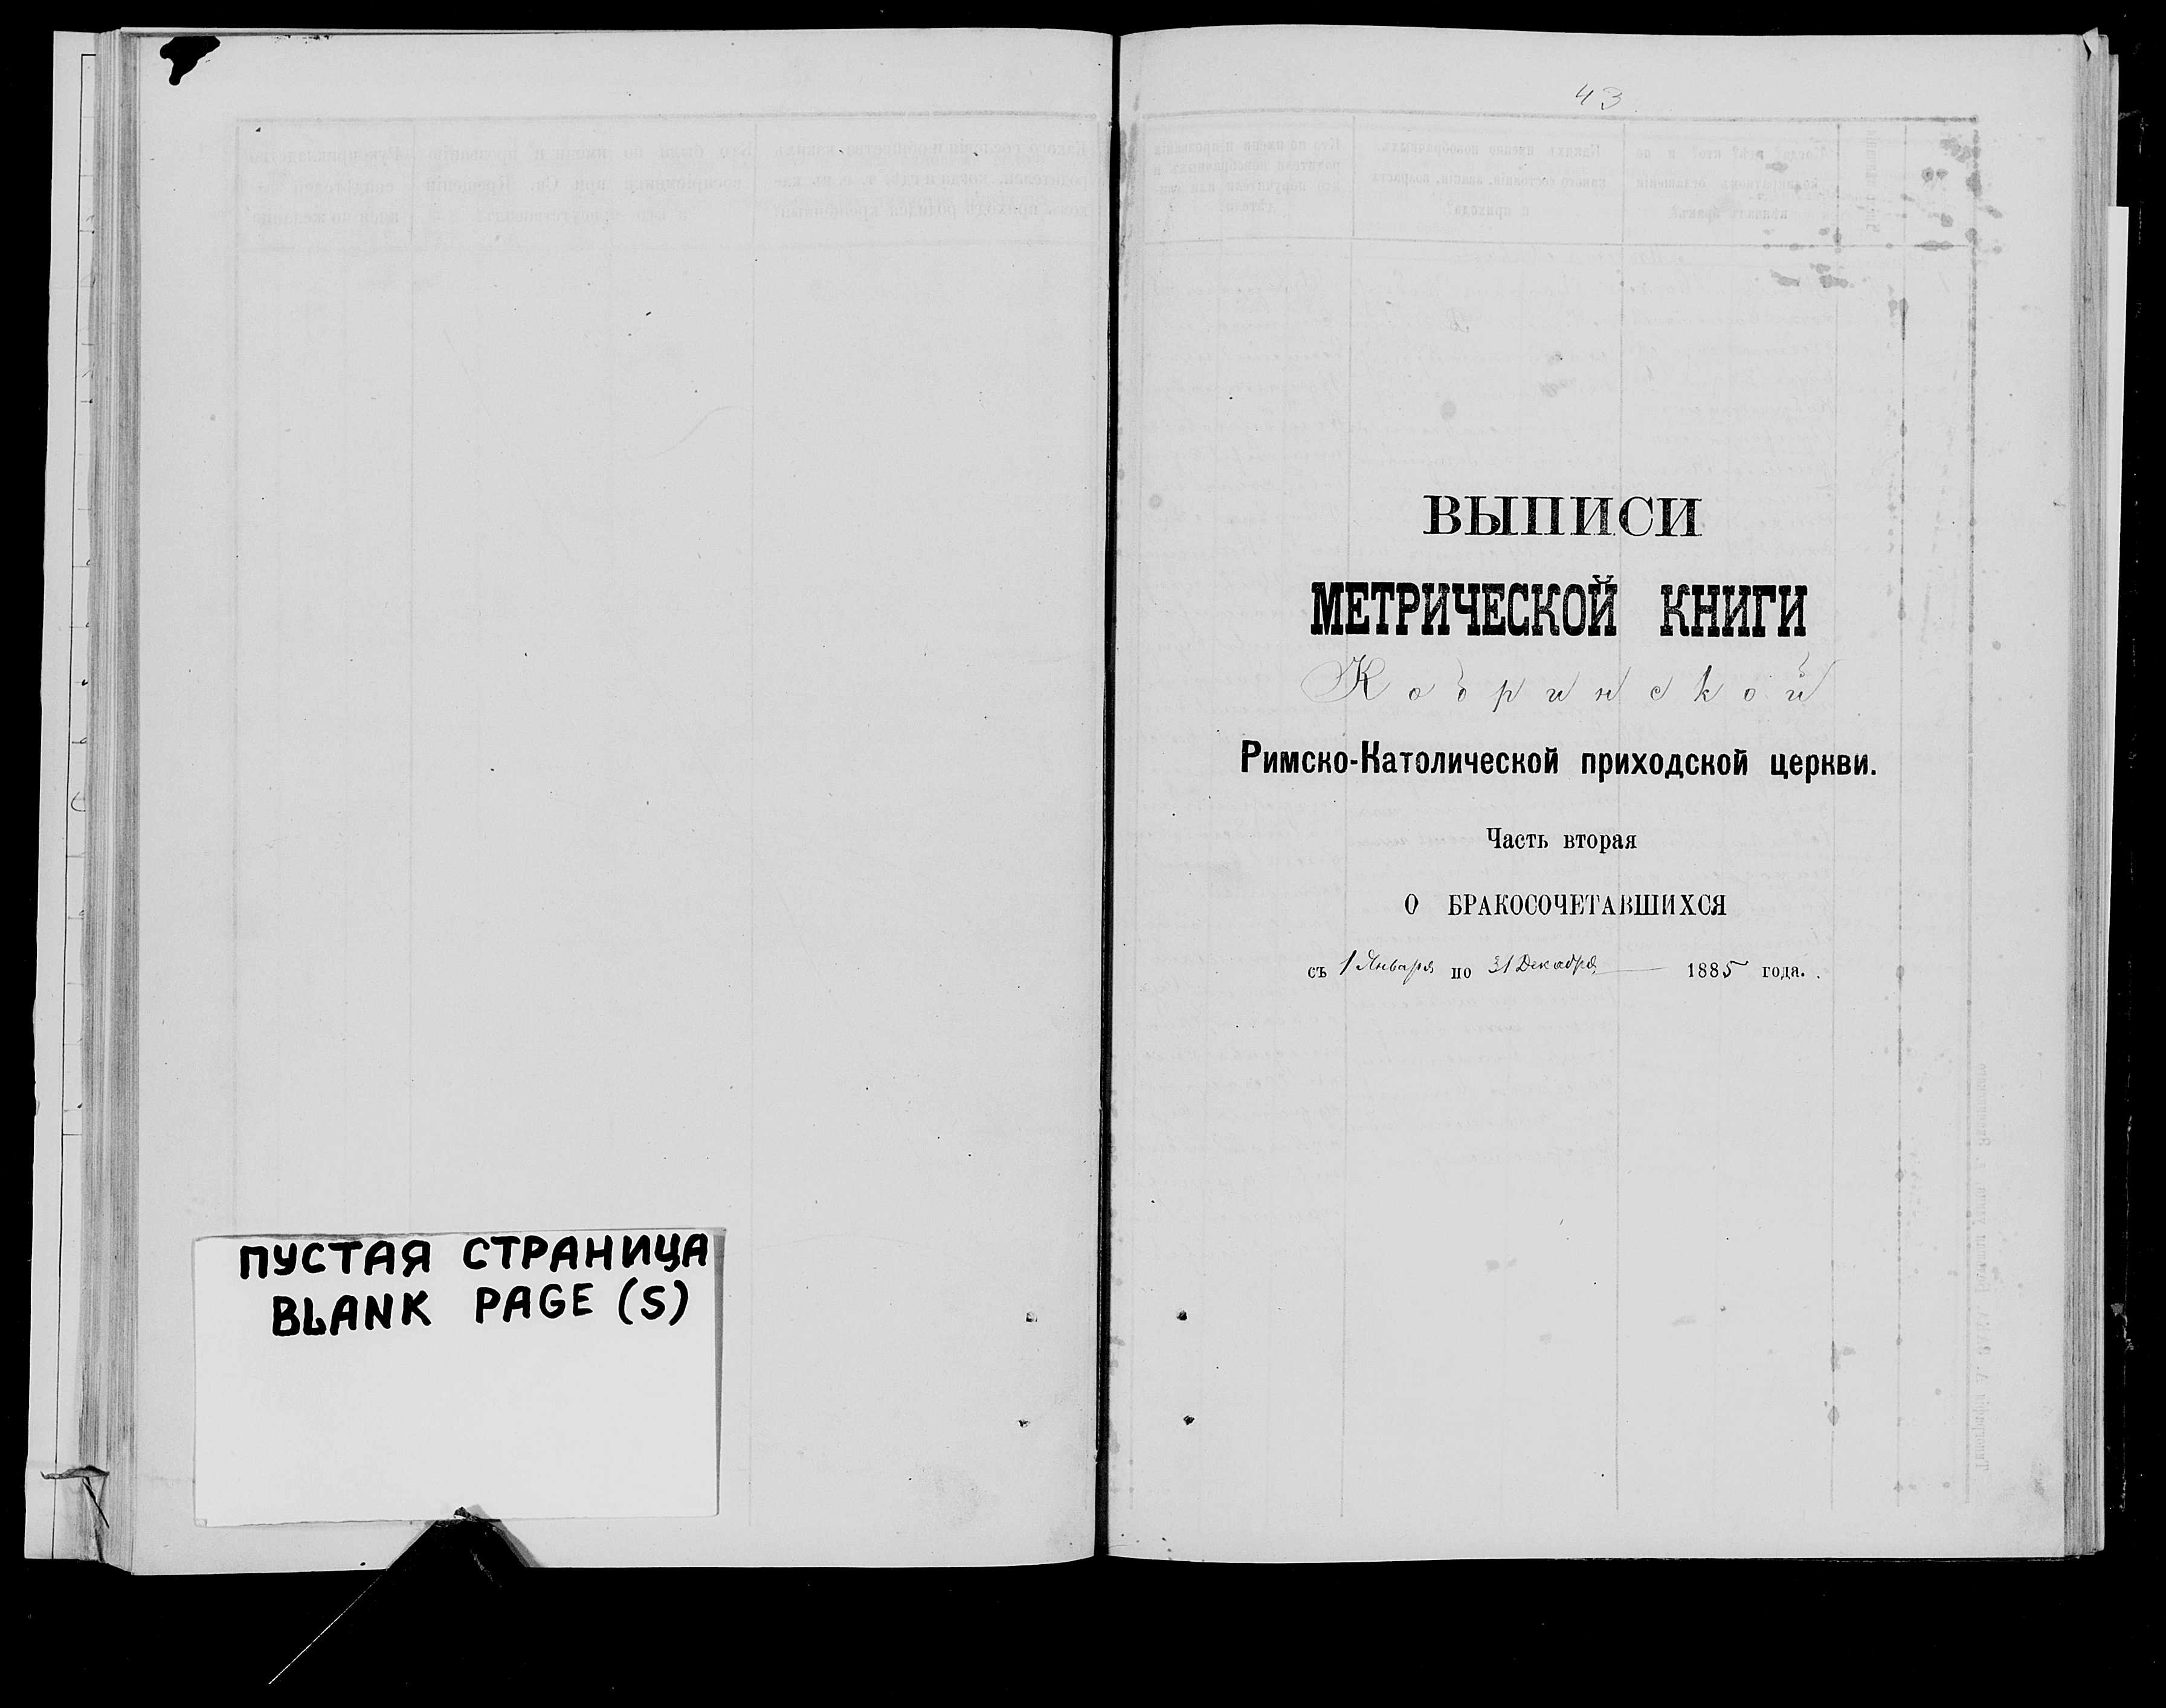 ПУСТАЯ СТРАНИЦА
BLANK PAGE (S)
43
ВЫПИСИ
МЕТРИЧЕСКОЙ КНИГИ
Кобринской
Римско-Католической приходской церкви.
Часть вторая
О БРАКОСОЧЕТАВШИХСЯ
съ 1 Января по 31 Декабря 1885 года.